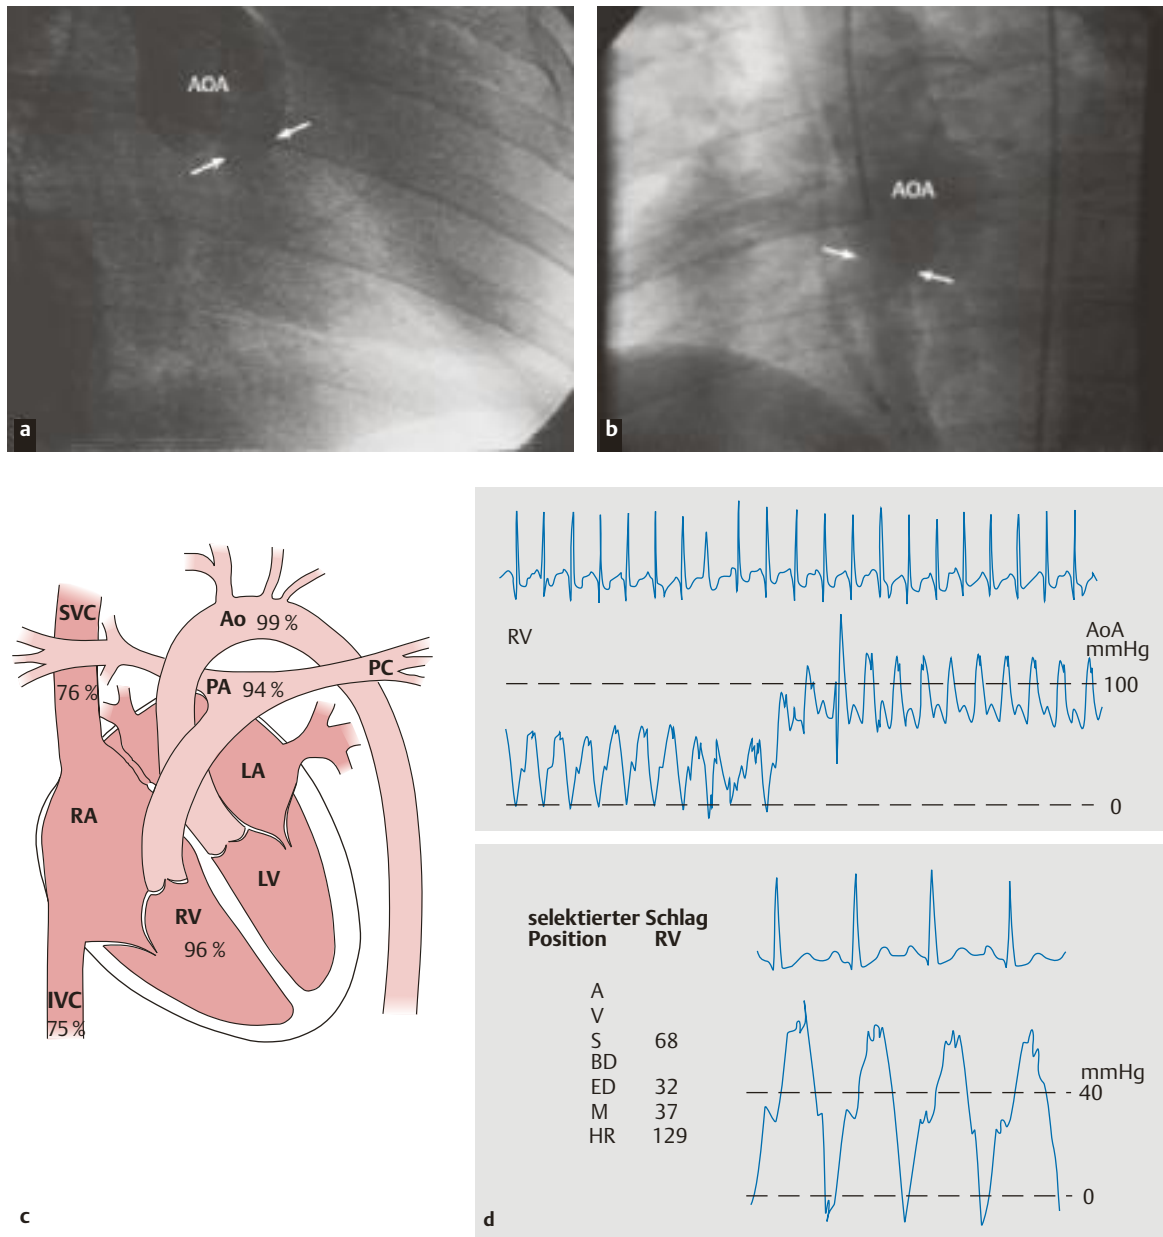 AOA
a
AOA
b
SVC
Ao 99 %
PC
76 %
PA 94 %
LA
RA
LV
RV
96 %
IVC
75 %
c
RV
AoA
mmHg
100
0
selektierter Schlag
Position RV
A
V
S 68
BD
ED 32
M 37
HR 129
mmHg
40
0
d